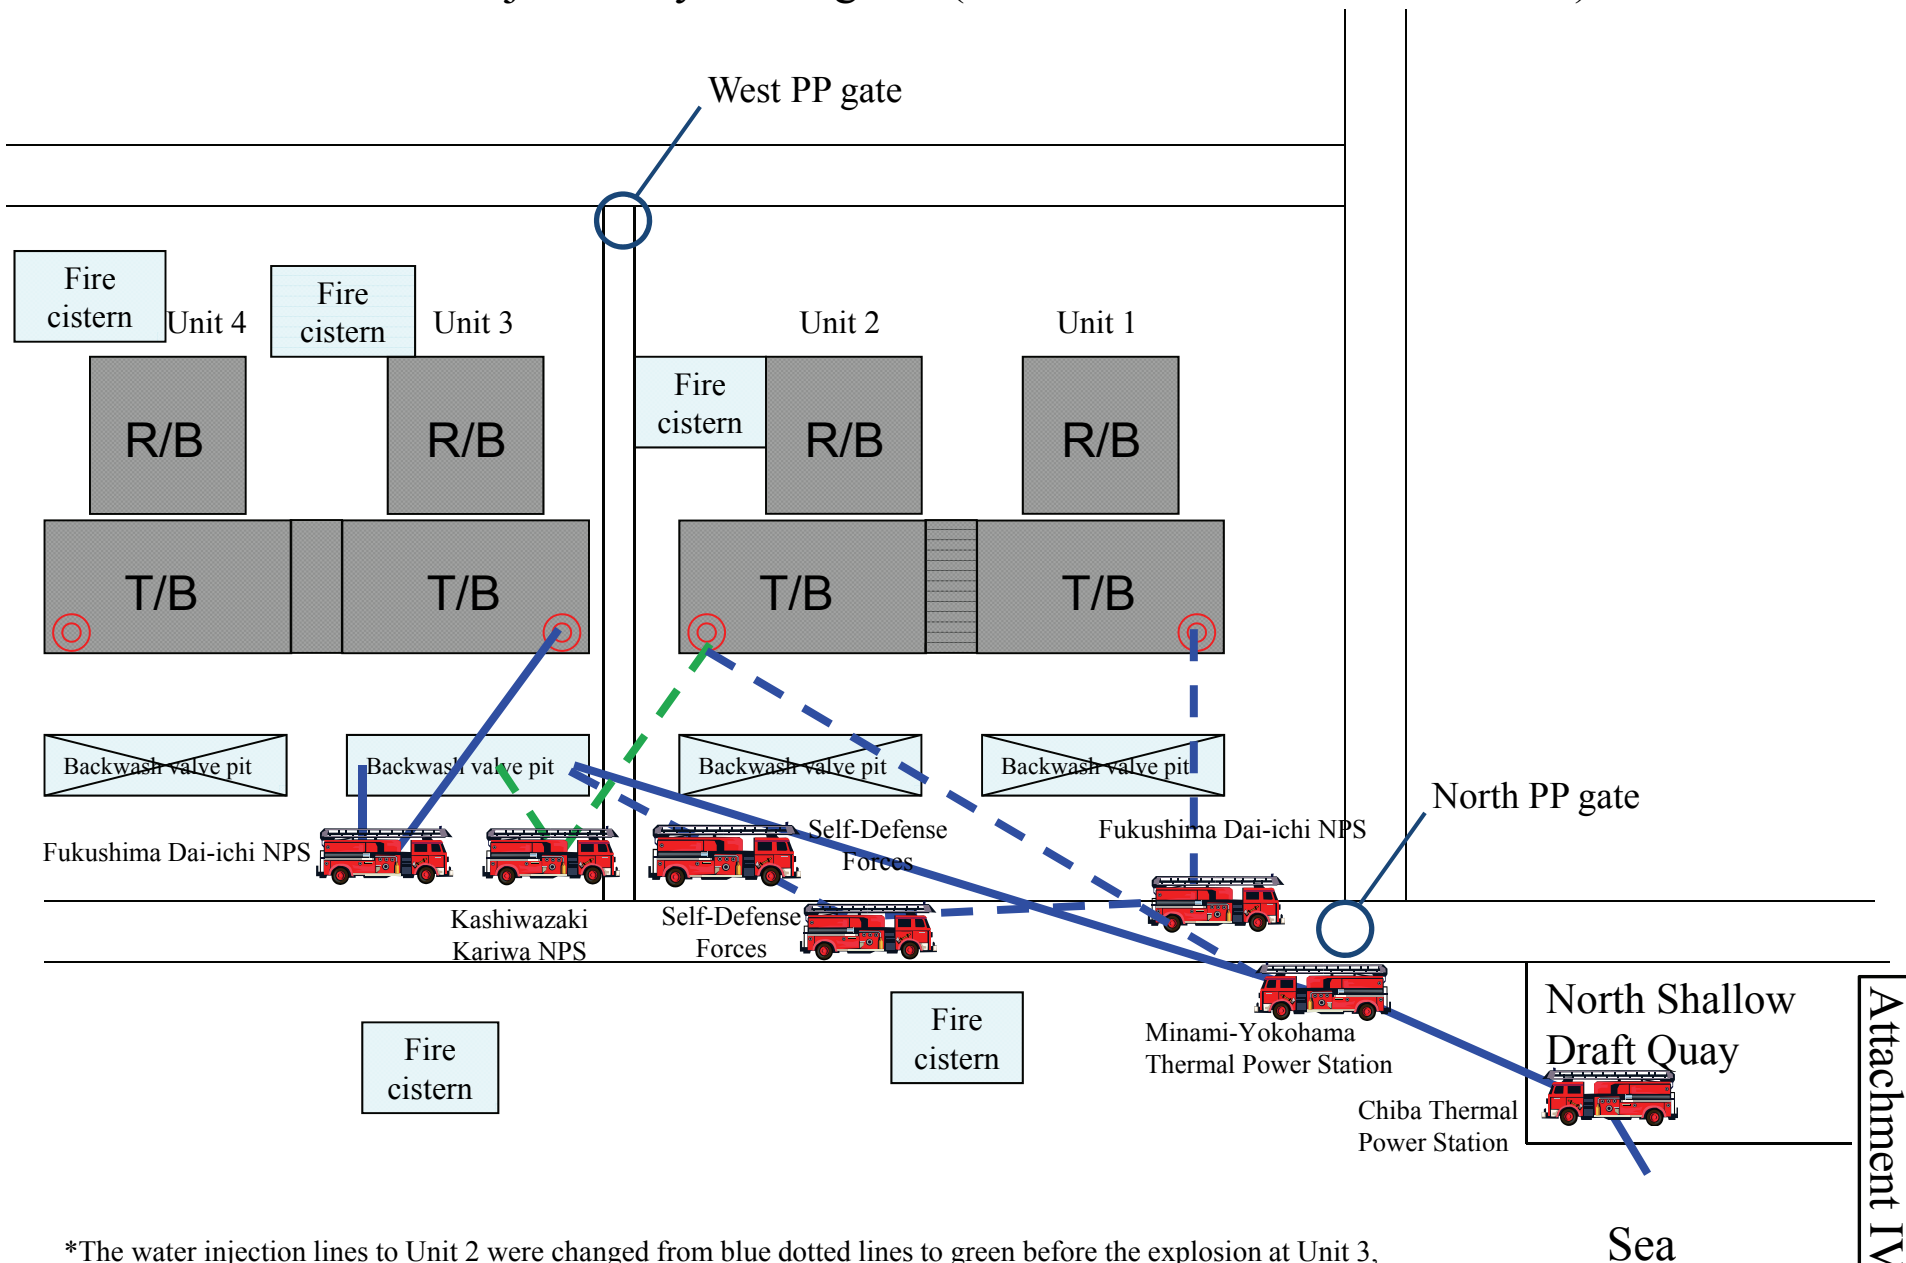 West PP gate
Fire
cistern
Unit 4
Fire
cistern
Unit 3
Unit 2
Unit 1
Fire
cistern
R/B
R/B
R/B
R/B
T/B
T/B
T/B
T/B
Backwash valve pit
Backwash valve pit
Backwash valve pit
Backwash valve pit
North PP gate
Fukushima Dai-ichi NPS
Self-Defense
Forces
Fukushima Dai-ichi NPS
Kashiwazaki
Kariwa NPS
Self-Defense
Forces
Fire
cistern
Fire
cistern
Minami-Yokohama
Thermal Power Station
North Shallow
Draft Quay
Chiba Thermal
Power Station
Attachment IV
Sea
*The water injection lines to Unit 2 were changed from blue dotted lines to green before the explosion at Unit 3,